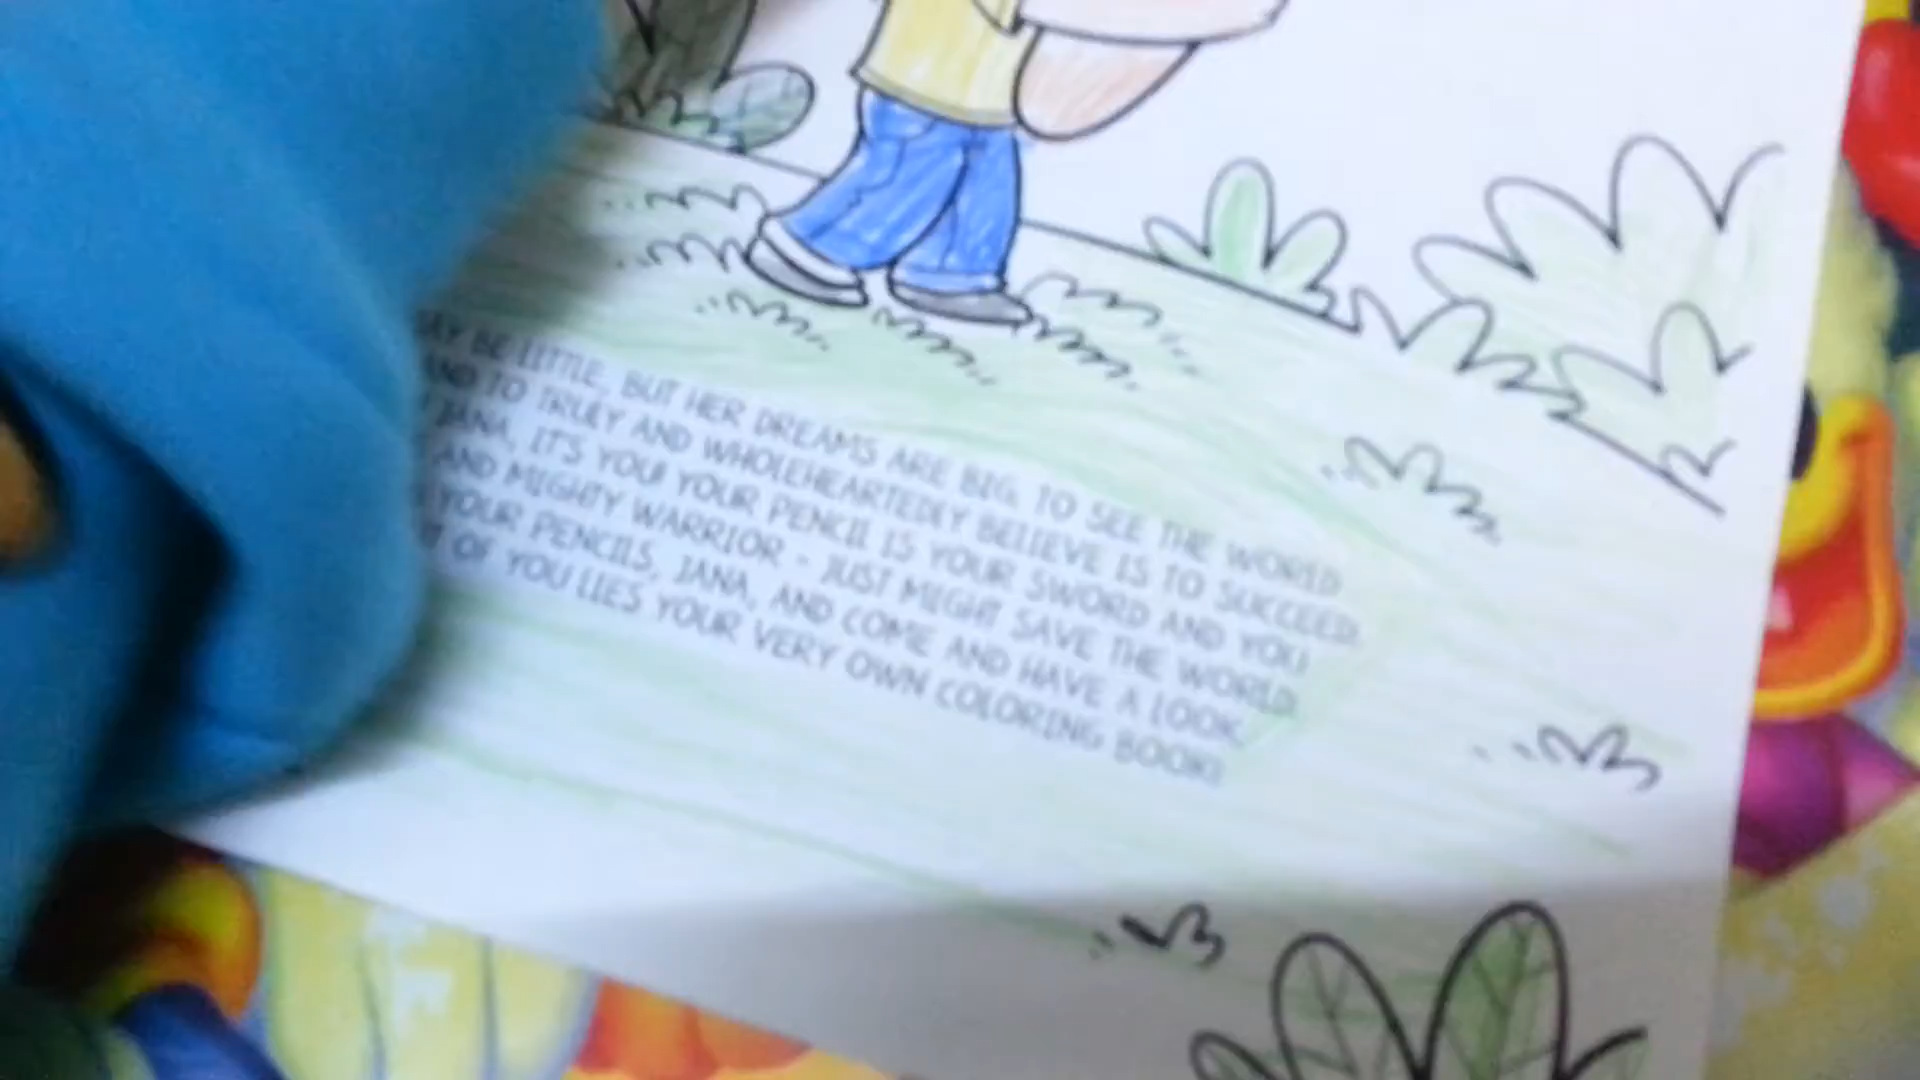 AY BE LITTLE, BUT HER DREAMS ARE BIG. TO SEE THE WORLD
AND TO TRULY AND WHOLEHEARTEDLY BELIEVE IS TO SUCCEED.
JANA, IT'S YOU! YOUR PENCIL IS YOUR SWORD AND YOU
AND MIGHTY WARRIOR - JUST MIGHT SAVE THE WORLD.
YOUR PENCILS, JANA, AND COME AND HAVE A LOOK,
OF YOU LIES YOUR VERY OWN COLORING BOOK!